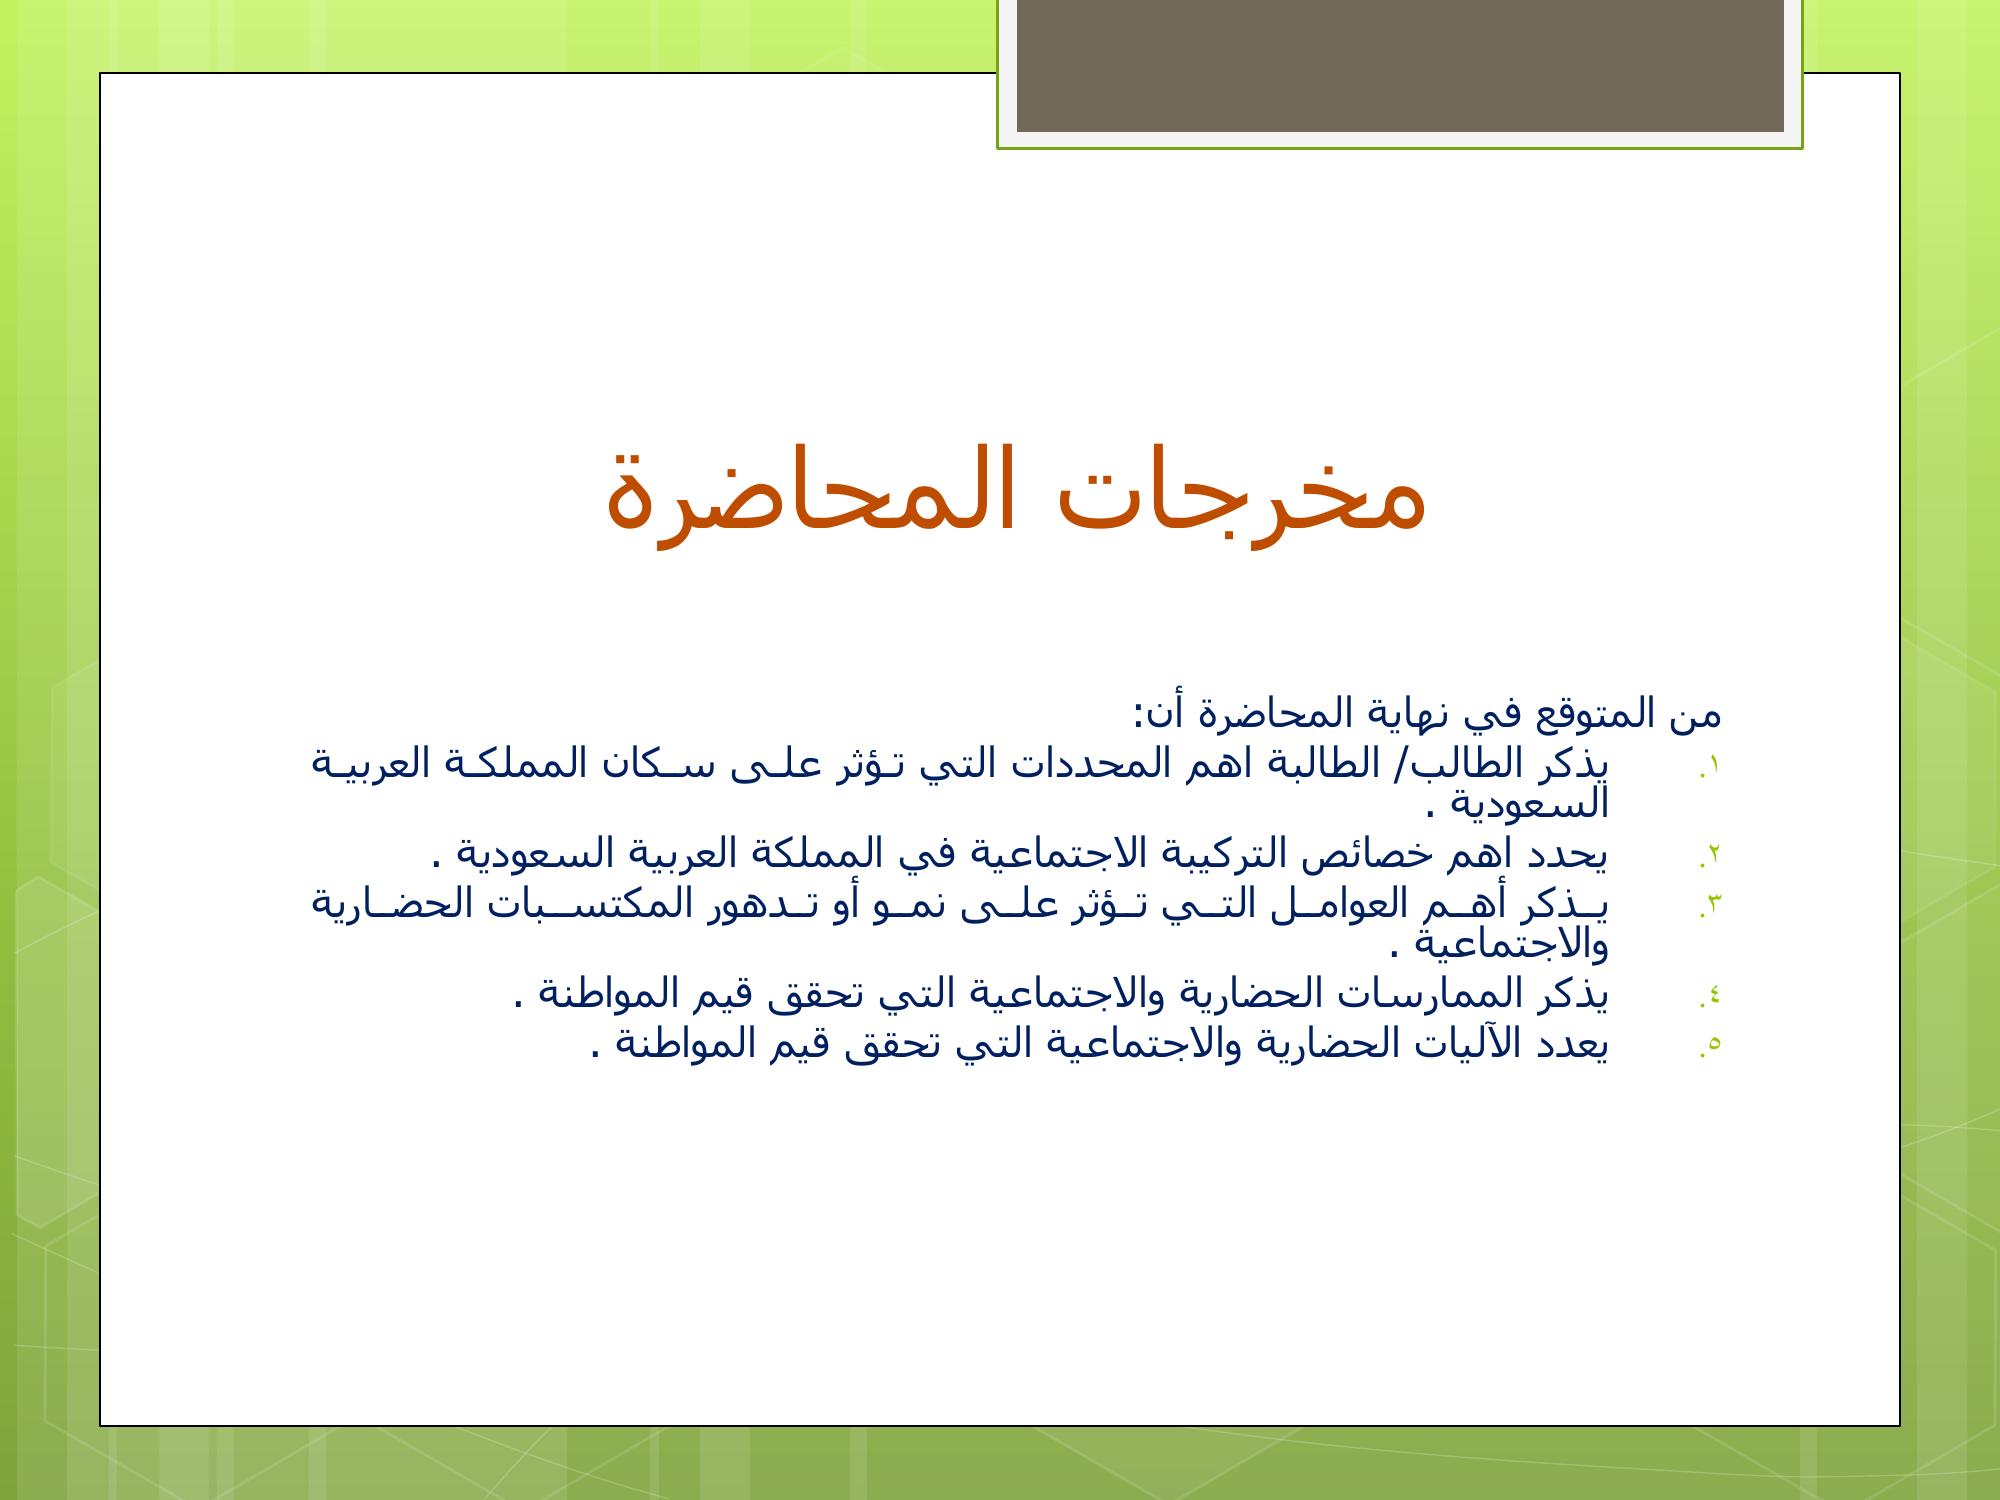 مخرجات المحاضرة
من المتوقع في نهاية المحاضرة أن:
١. يذكر الطالب/ الطالبة اهم المحددات التي تؤثر على سكان المملكة العربية
السعودية .
٢. يحدد اهم خصائص التركيبة الاجتماعية في المملكة العربية السعودية .
٣. يذكر أهم العوامل التي تؤثر على نمو أو تدهور المكتسبات الحضارية
والاجتماعية .
٤. يذكر الممارسات الحضارية والاجتماعية التي تحقق قيم المواطنة .
٥. يعدد الآليات الحضارية والاجتماعية التي تحقق قيم المواطنة .